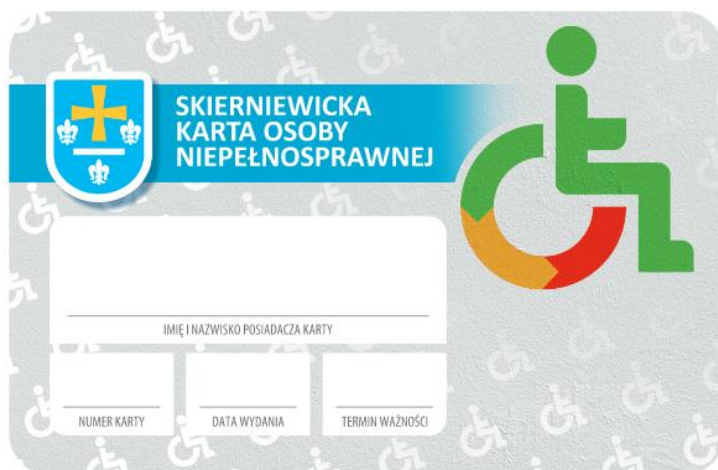 SKIERNIEWICKA
KARTA OSOBY
NIEPEŁNOSPRAWNEJ
IMIĘ I NAZWISKO POSIADACZA KARTY
NUMER KARTY
DATA WYDANIA
TERMIN WAŻNOŚCI